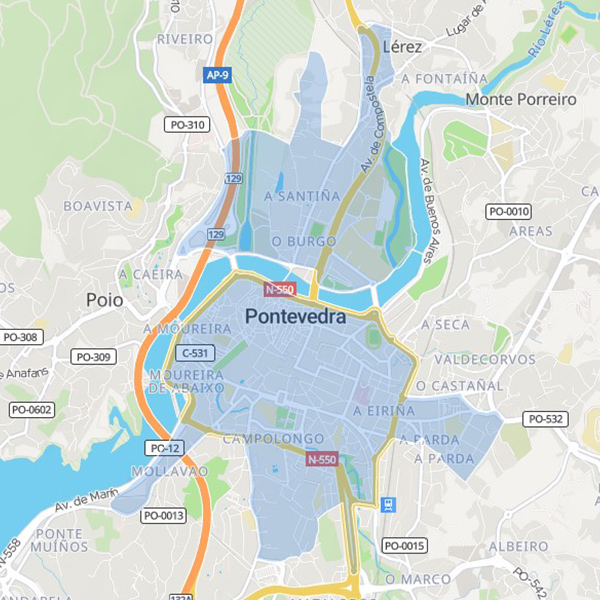 Lugar de
Lérez
RIVEIRO
Río Lérez
AP-9
A FONTAÍÑA
Av. de Compostela
Monte Porreiro
PO-310
129
A SANTIÑA
BOAVISTA
PO-0010
Av. de Buenos Aires
129
O BURGO
AREAS
A CAEIRA
N-550
Poio
Pontevedra
A MOUREIRA
A SECA
PO-308
C-531
PO-309
VALDECORVOS
de Anafans
MOUREIRA
DE ABAIXO
O CASTAÑAL
PO-0602
A EIRIÑA
PO-532
CAMPOLONGO
A PARDA
PO-12
N-550
A PARDA
MOLLAVAO
Av. de Marín
PO-0013
PONTE
MUÍÑOS
PO-0015
ALBEIRO
N-558
O MARCO
PO-542
132A